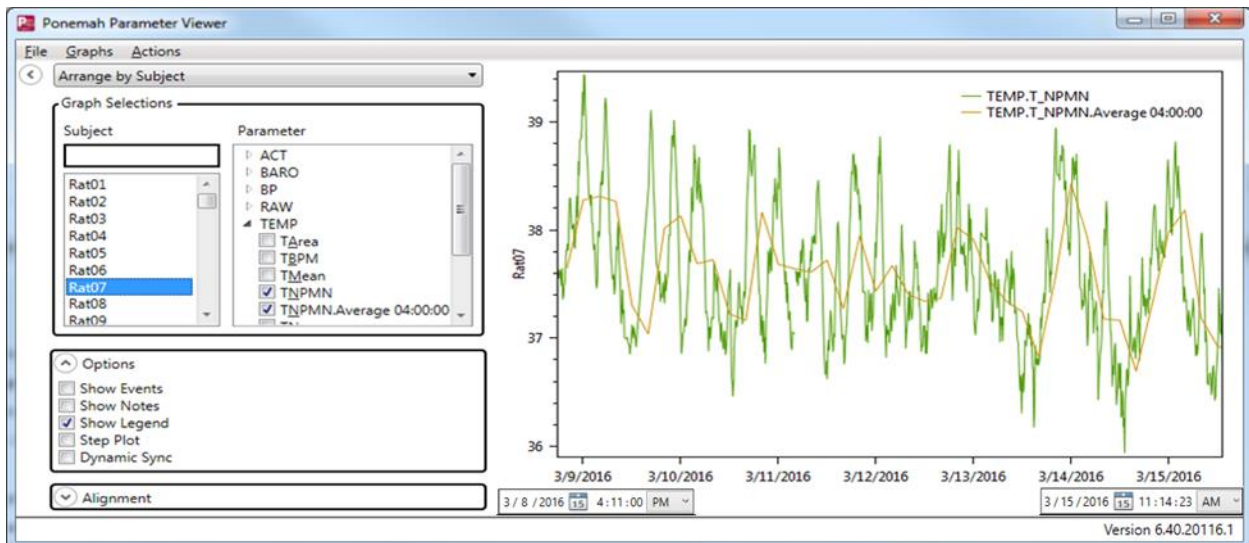 Ponemah Parameter Viewer
File Graphs Actions
Arrange by Subject
Graph Selections
Subject
Rat01
Rat02
Rat03
Rat04
Rat05
Rat06
Rat07
Rat08
Rat09
Parameter
ACT
BARO
BP
RAW
TEMP
TArea
TBPM
TMean
TNPMN
TNPMN.Average 04:00:00
Options
Show Events
Show Notes
Show Legend
Step Plot
Dynamic Sync
Alignment
TEMP.T_NPMN
TEMP.T_NPMN.Average 04:00:00
Rat07
39
38
37
36
3/9/2016 3/10/2016 3/11/2016 3/12/2016 3/13/2016 3/14/2016 3/15/2016
3 / 8 / 2016 15 4 : 11 : 00 PM
3 / 15 / 2016 15 11 : 14 : 23 AM
Version 6.40.20116.1